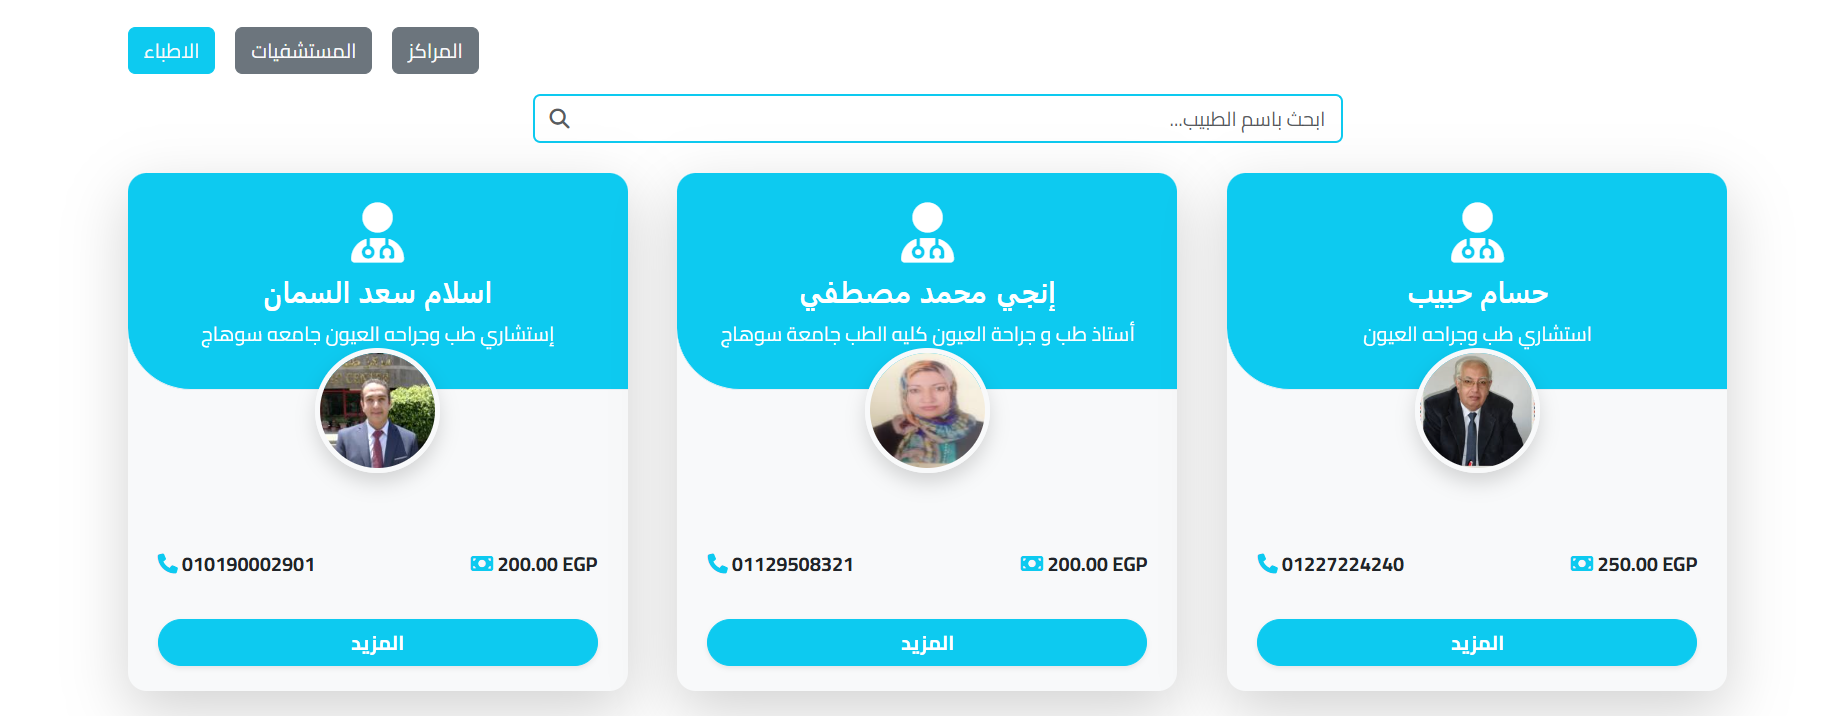 المراكز
المستشفيات
الاطباء
ابحث باسم الطبيب...
حسام حبيب
استشاري طب وجراحه العيون
250.00 EGP
01227224240
المزيد
إنجي محمد مصطفي
أستاذ طب و جراحة العيون كليه الطب جامعة سوهاج
200.00 EGP
01129508321
المزيد
اسلام سعد السمان
إستشاري طب وجراحه العيون جامعه سوهاج
200.00 EGP
010190002901
المزيد